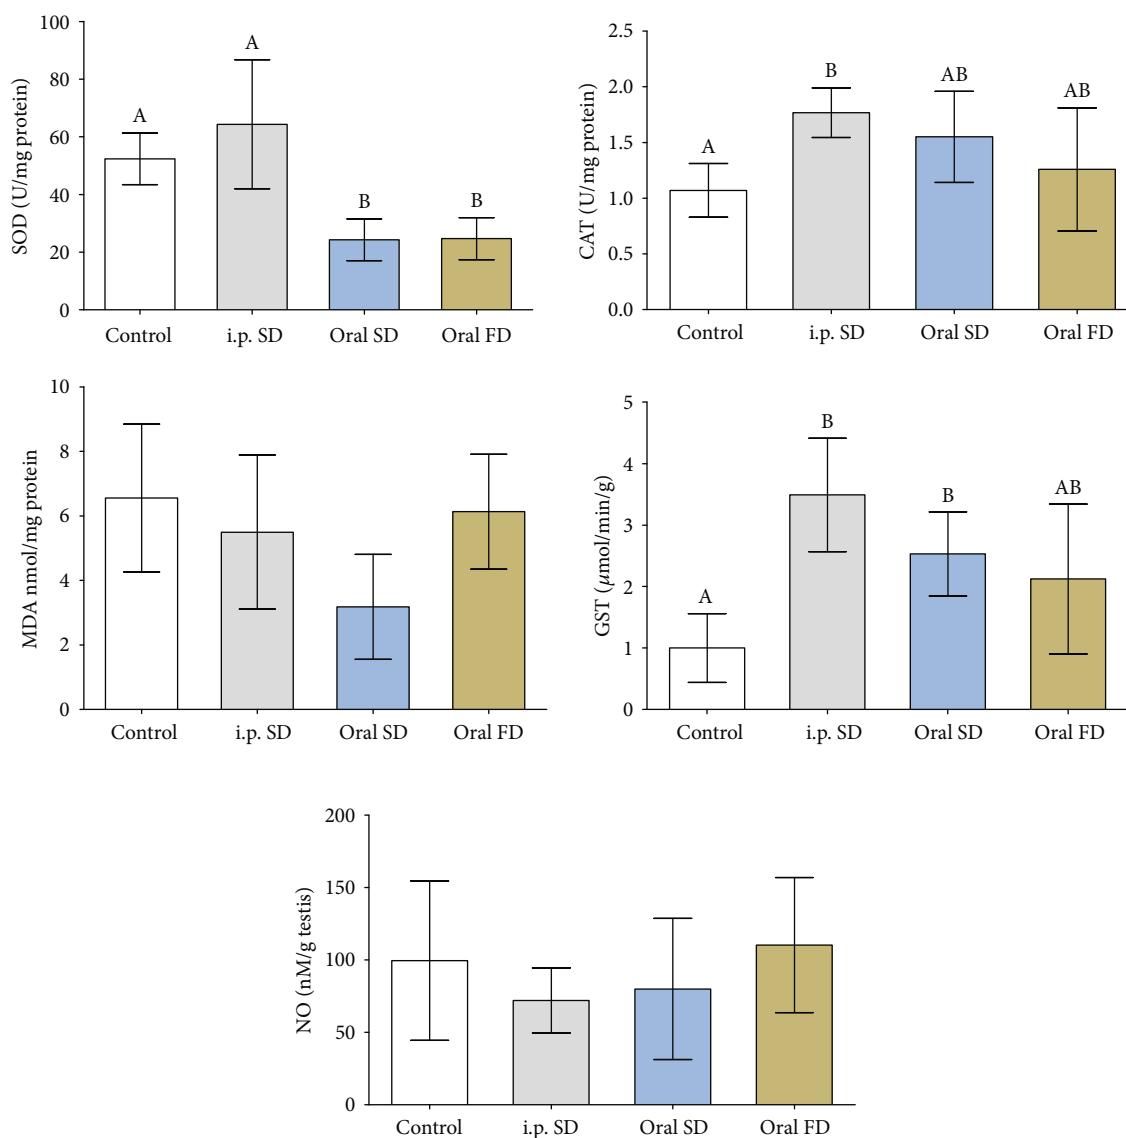 SOD (U/mg protein)
100
80
60
40
20
0
A
A
B
B
Control
i.p. SD
Oral SD
Oral FD
CAT (U/mg protein)
2.5
2.0
1.5
1.0
0.5
0.0
A
B
AB
AB
Control
i.p. SD
Oral SD
Oral FD
MDA nmol/mg protein
10
8
6
4
2
0
Control
i.p. SD
Oral SD
Oral FD
GST (μmol/min/g)
5
4
3
2
1
0
A
B
B
AB
Control
i.p. SD
Oral SD
Oral FD
NO (nM/g testis)
200
150
100
50
0
Control
i.p. SD
Oral SD
Oral FD